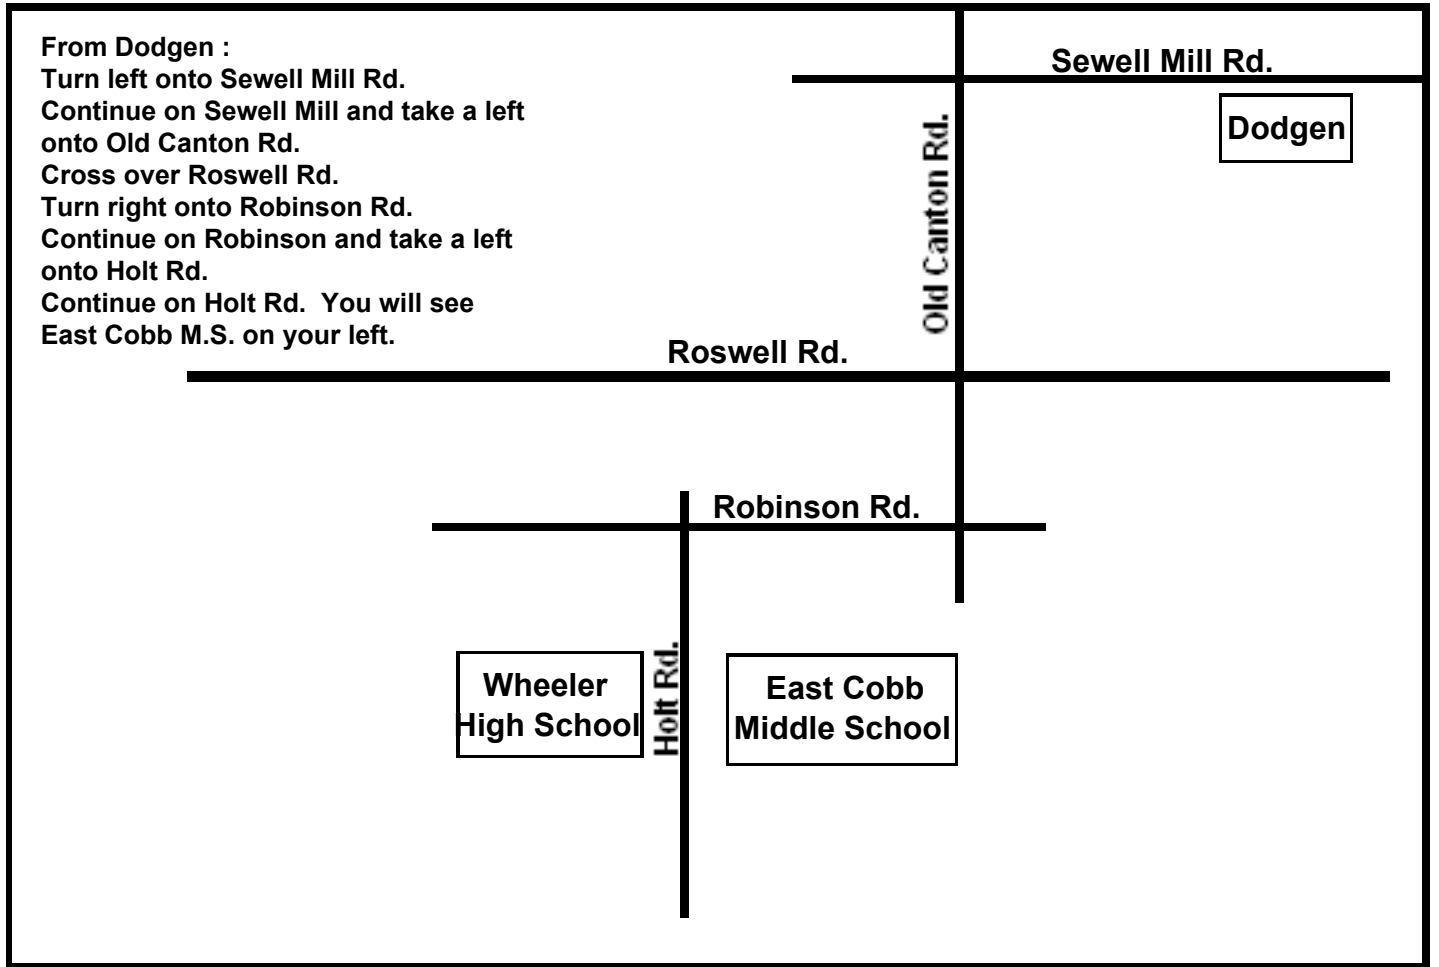 From Dodgen :
Turn left onto Sewell Mill Rd.
Continue on Sewell Mill and take a left
onto Old Canton Rd.
Cross over Roswell Rd.
Turn right onto Robinson Rd.
Continue on Robinson and take a left
onto Holt Rd.
Continue on Holt Rd.  You will see
East Cobb M.S. on your left.
Sewell Mill Rd.
Dodgen
Old Canton Rd.
Roswell Rd.
Robinson Rd.
Wheeler
High School
Holt Rd.
East Cobb
Middle School